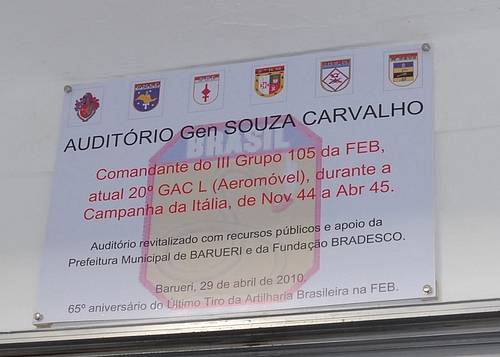 AUDITÓRIO Gen SOUZA CARVALHO
BRASIL
Comandante do III Grupo 105 da FEB,
atual 20º GAC L (Aeromóvel), durante a
Campanha da Itália, de Nov 44 a Abr 45.
Auditório revitalizado com recursos públicos e apoio da
Prefeitura Municipal de BARUERI e da Fundação BRADESCO.
Barueri, 29 de abril de 2010.
65º aniversário do Último Tiro da Artilharia Brasileira na FEB.